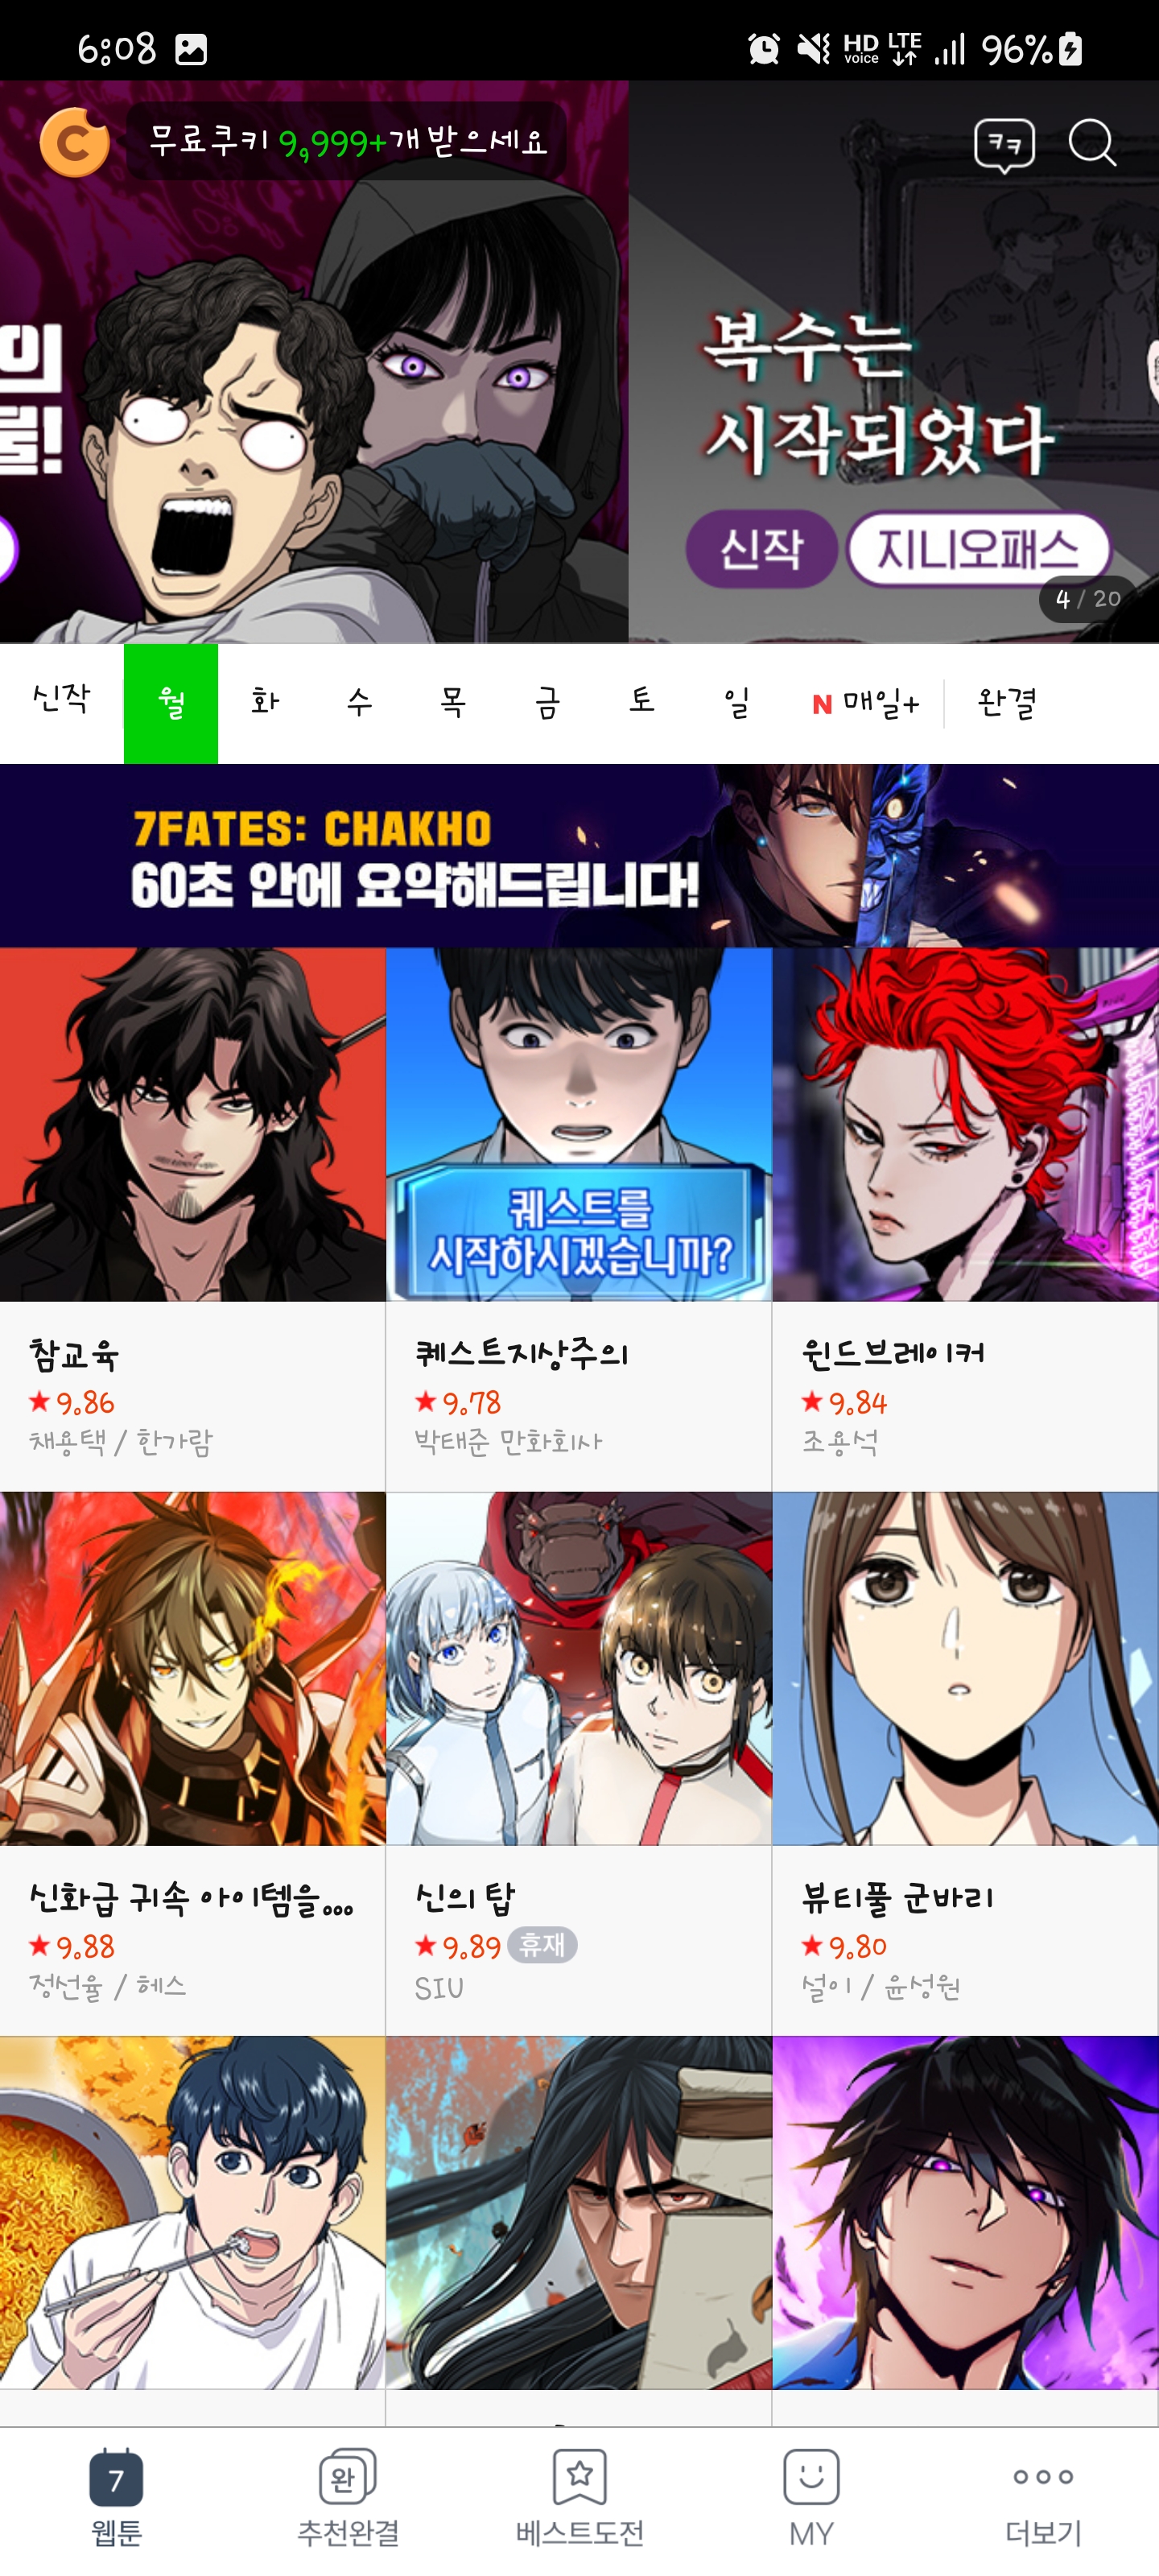 6:08
HD voice LTE 96%
C 무료쿠키 9,999+개 받으세요
ㅋㅋ
의
복수는
시작되었다
신작 지니오패스
4 / 20
신작 월 화 수 목 금 토 일 N 매일+ 완결
7FATES: CHAKHO
60초 안에 요약해드립니다!
퀘스트를
시작하시겠습니까?
참교육 퀘스트지상주의 윈드브레이커
★9.86 ★9.78 ★9.84
채용택 / 한가람 박태준 만화회사 조용석
신화급 귀속 아이템을... 신의 탑 뷰티풀 군바리
★9.88 ★9.89 휴재 ★9.80
정선율 / 헤스 SIU 설이 / 윤성원
7 완
웹툰 추천완결 베스트도전 MY 더보기